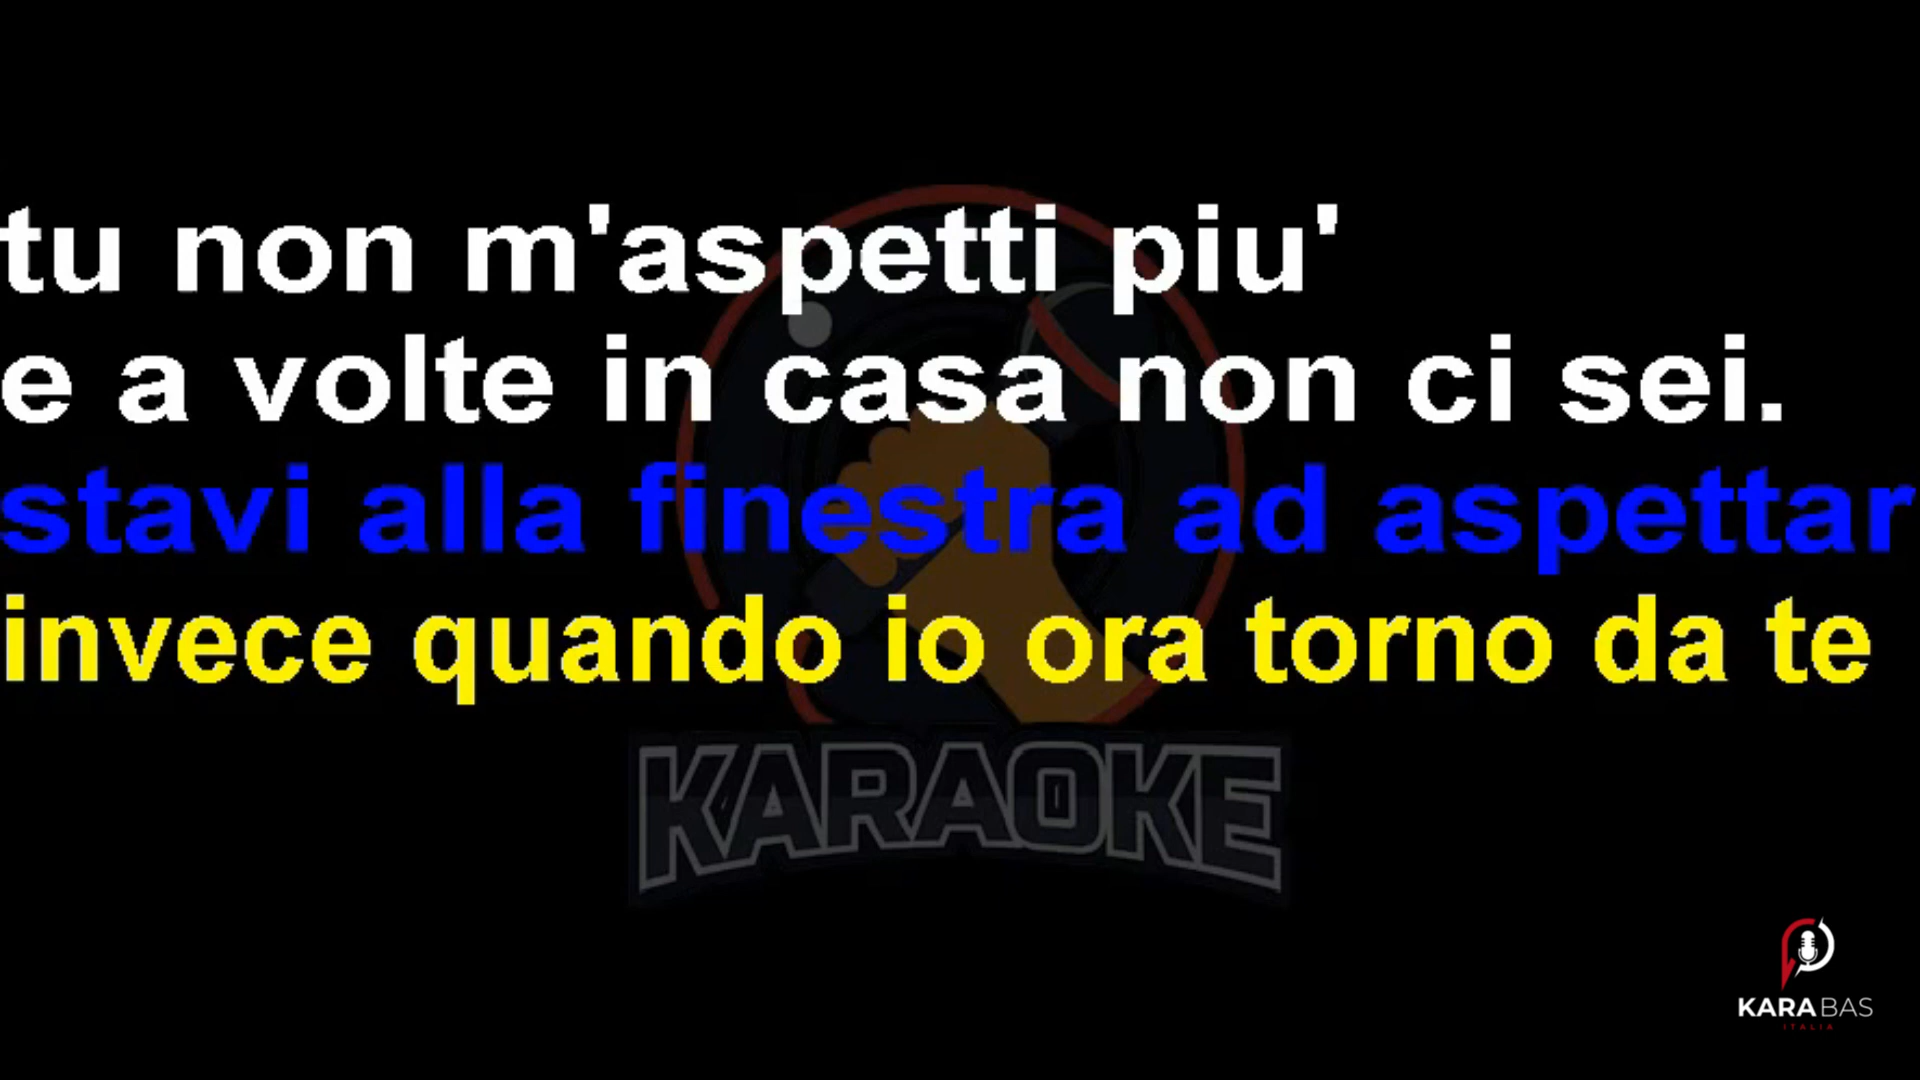 tu non m'aspetti piu'
e a volte in casa non ci sei.
stavi alla finestra ad aspettar
invece quando io ora torno da te
KARAOKE
KARABAS
ITALIA